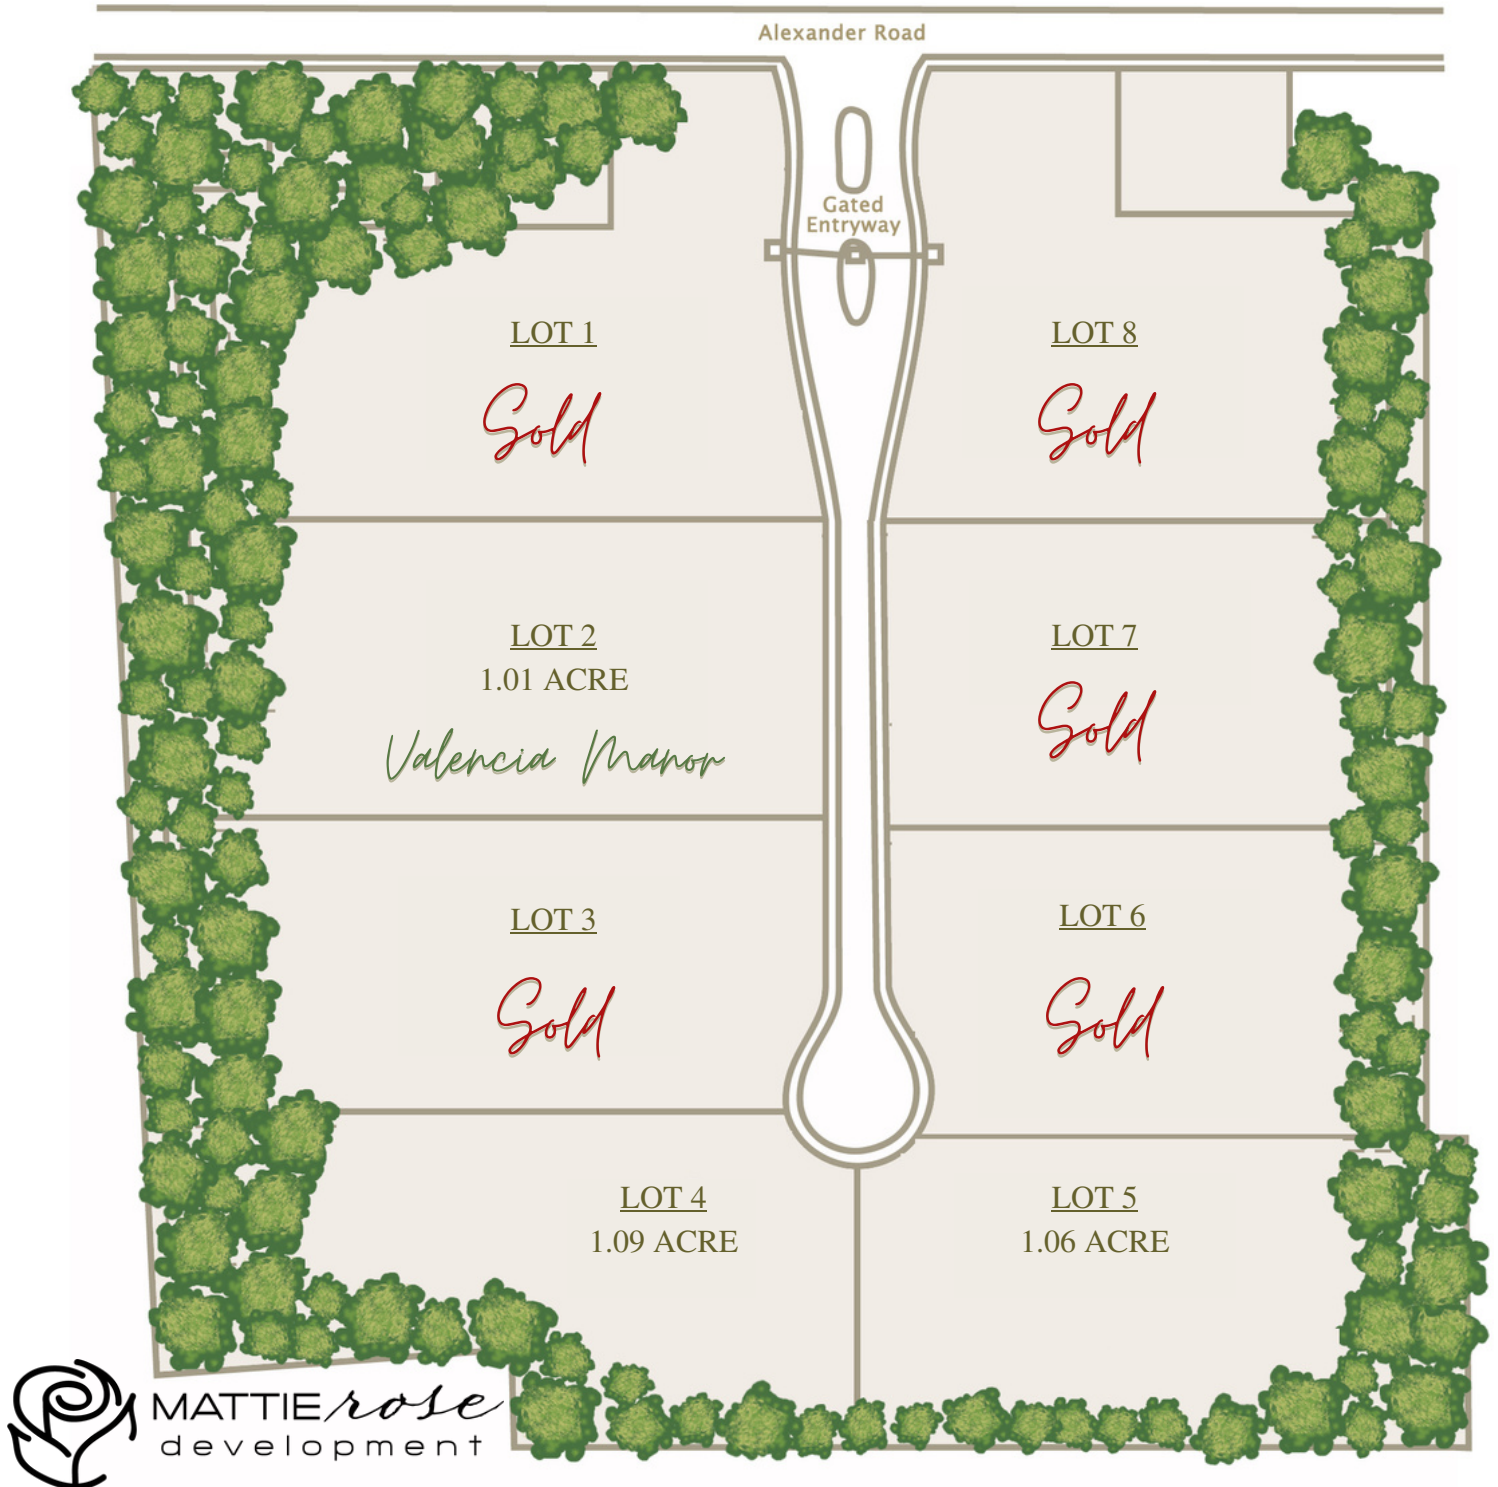 Alexander Road
Gated
Entryway
LOT 1
Sold
LOT 8
Sold
LOT 2
1.01 ACRE
Valencia Manor
LOT 7
Sold
LOT 3
Sold
LOT 6
Sold
LOT 4
1.09 ACRE
LOT 5
1.06 ACRE
MATTIE rose
development